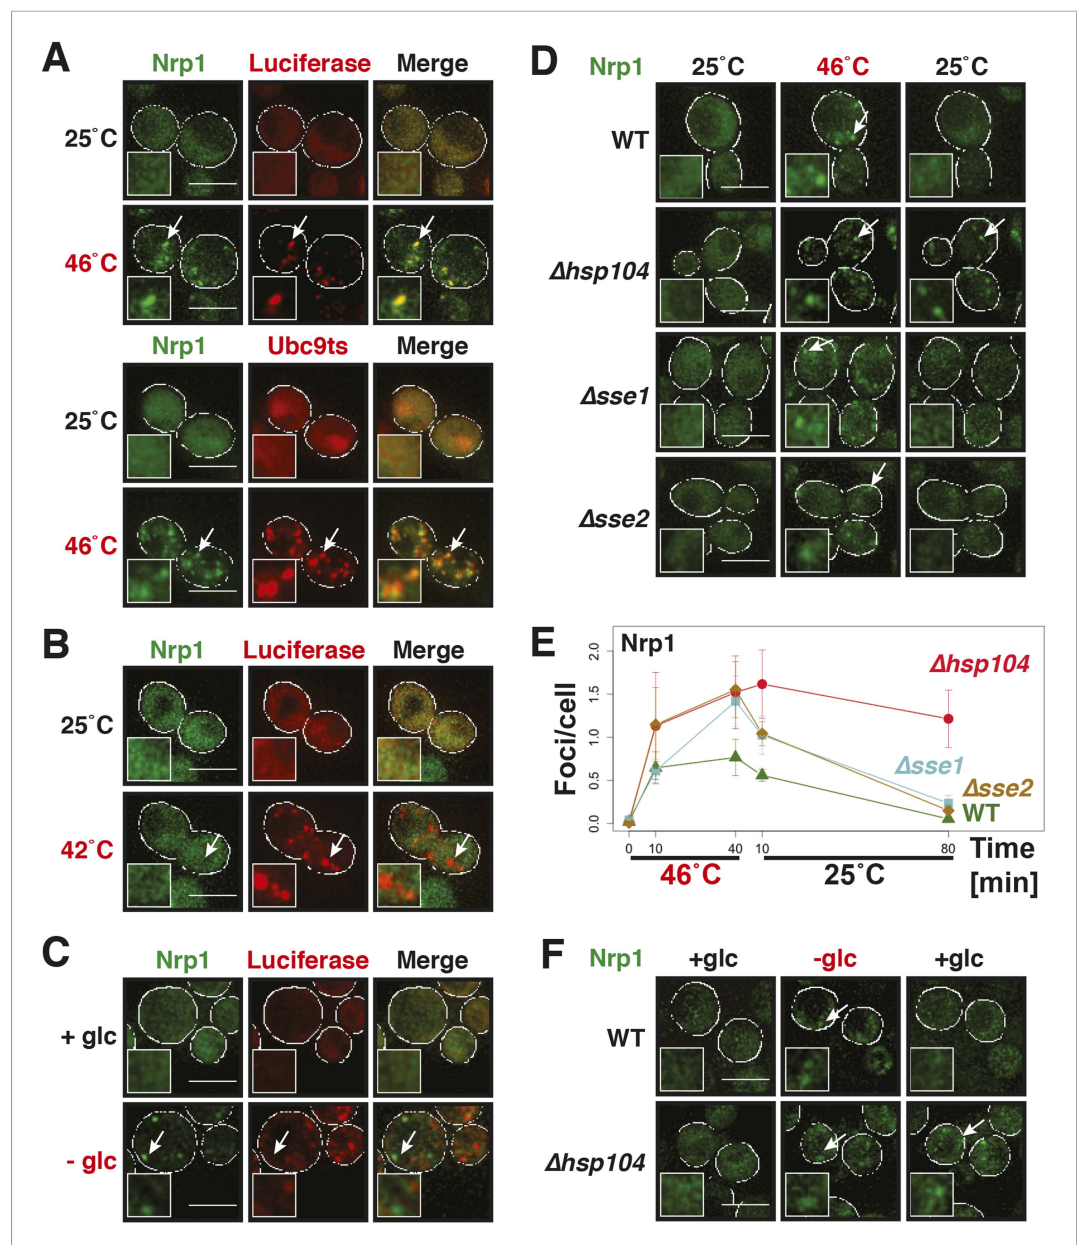 A
Nrp1 Luciferase Merge
25˚C
46˚C
Nrp1 Ubc9ts Merge
25˚C
46˚C
B
Nrp1 Luciferase Merge
25˚C
42˚C
C
Nrp1 Luciferase Merge
+ glc
- glc
D
Nrp1 25˚C 46˚C 25˚C
WT
Δhsp104
Δsse1
Δsse2
E
Nrp1
Foci/cell
2.0
1.5
1.0
0.5
0.0
Δhsp104
Δsse1
Δsse2
WT
0 10 40 10 80
Time
[min]
46˚C 25˚C
F
Nrp1 +glc -glc +glc
WT
Δhsp104